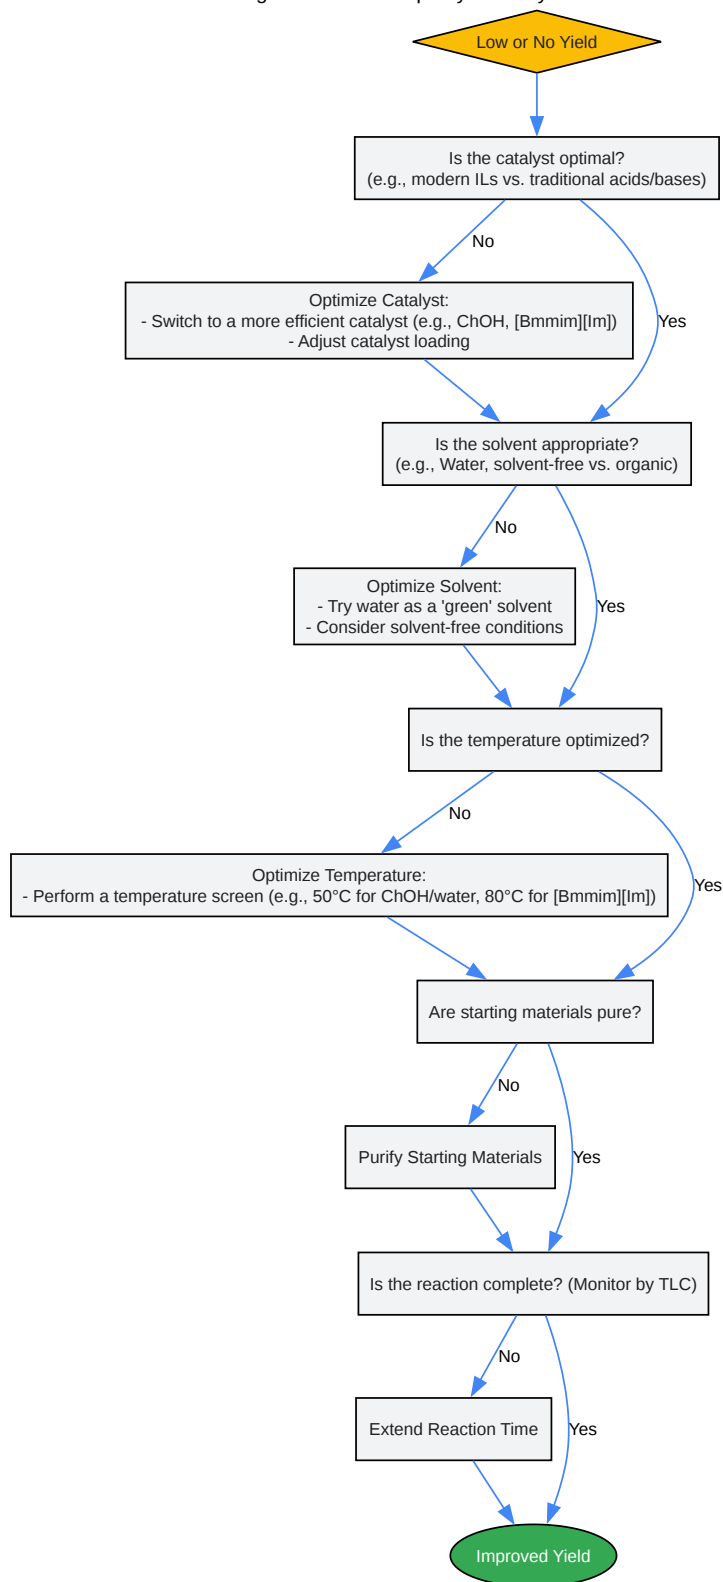 Low or No Yield
Is the catalyst optimal?
(e.g., modern ILs vs. traditional acids/bases)
No
Optimize Catalyst:
- Switch to a more efficient catalyst (e.g., ChOH, [Bmmim][Im])
- Adjust catalyst loading
Yes
Is the solvent appropriate?
(e.g., Water, solvent-free vs. organic)
No
Optimize Solvent:
- Try water as a 'green' solvent
- Consider solvent-free conditions
Yes
Is the temperature optimized?
No
Optimize Temperature:
- Perform a temperature screen (e.g., 50°C for ChOH/water, 80°C for [Bmmim][Im])
Yes
Are starting materials pure?
No
Purify Starting Materials
Yes
Is the reaction complete? (Monitor by TLC)
No
Extend Reaction Time
Yes
Improved Yield